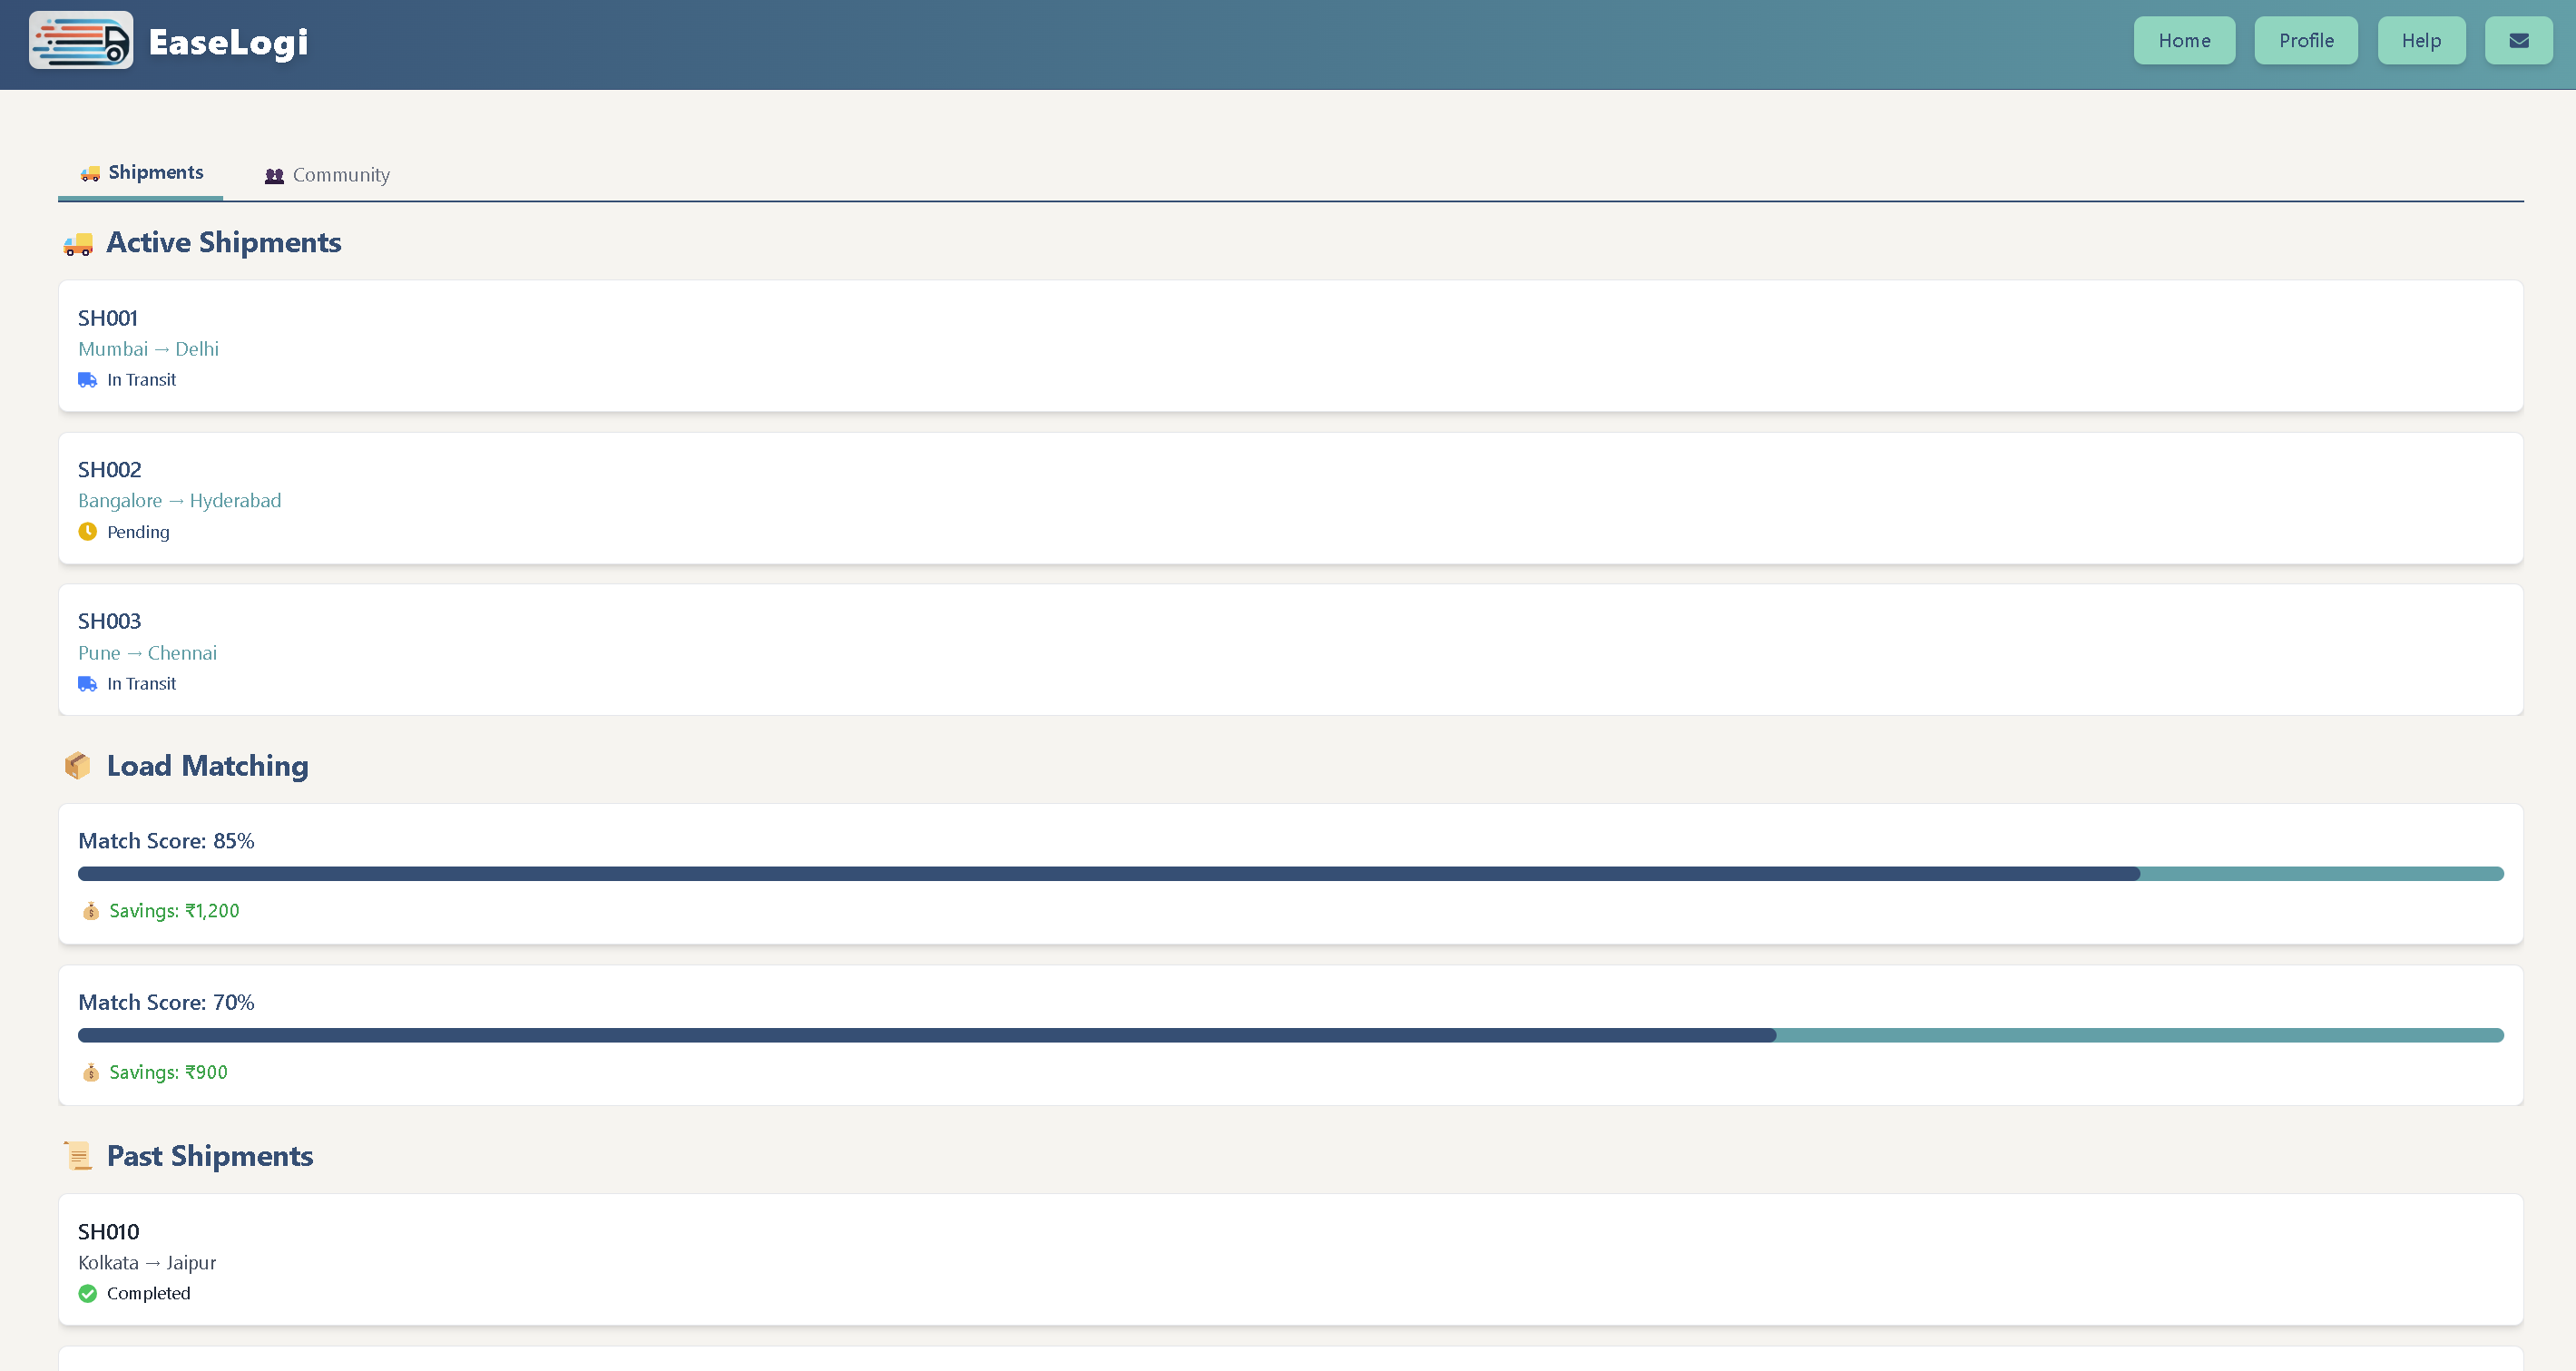 EaseLogi
Home
Profile
Help
Shipments
Community
Active Shipments
SH001
Mumbai → Delhi
In Transit
SH002
Bangalore → Hyderabad
Pending
SH003
Pune → Chennai
In Transit
Load Matching
Match Score: 85%
Savings: ₹1,200
Match Score: 70%
Savings: ₹900
Past Shipments
SH010
Kolkata → Jaipur
Completed